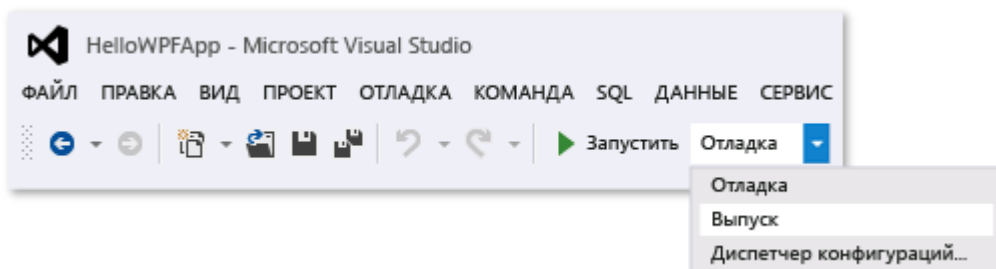 HelloWPFApp - Microsoft Visual Studio
ФАЙЛ ПРАВКА ВИД ПРОЕКТ ОТЛАДКА КОМАНДА SQL ДАННЫЕ СЕРВИС
Запустить Отладка
Отладка
Выпуск
Диспетчер конфигураций...